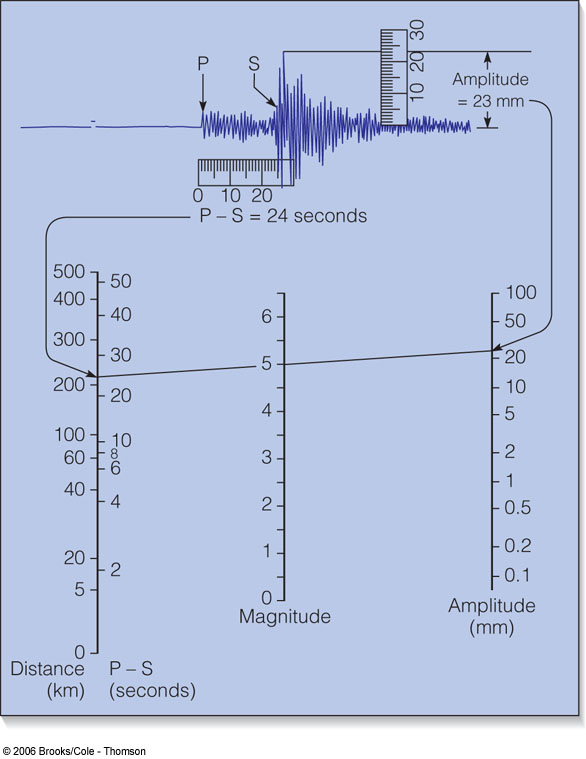 P
S
30
20
10
Amplitude
= 23 mm
0 10 20
P – S = 24 seconds
500
400
300
200
100
60
40
20
5
0
50
40
30
20
10
8
6
4
2
Distance
(km)
P – S
(seconds)
6
5
4
3
2
1
0
Magnitude
100
50
20
10
5
2
1
0.5
0.2
0.1
Amplitude
(mm)
© 2006 Brooks/Cole - Thomson